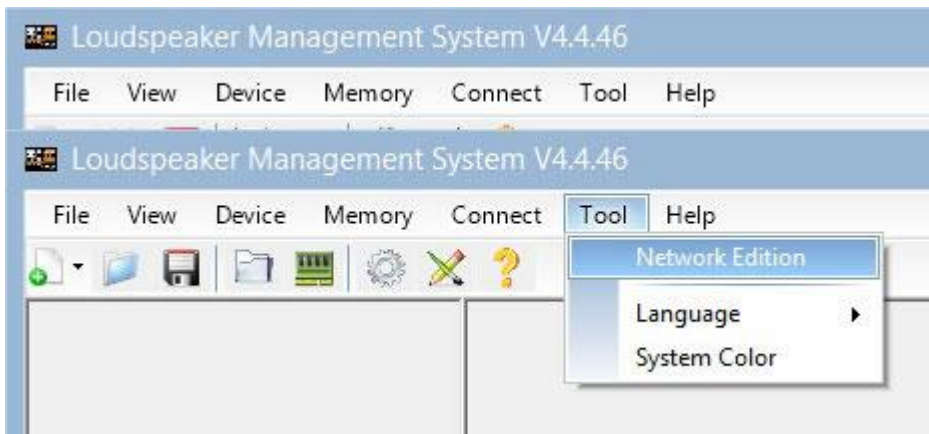 Loudspeaker Management System V4.4.46
File View Device Memory Connect Tool Help
Loudspeaker Management System V4.4.46
File View Device Memory Connect Tool Help
Network Edition
Language
System Color